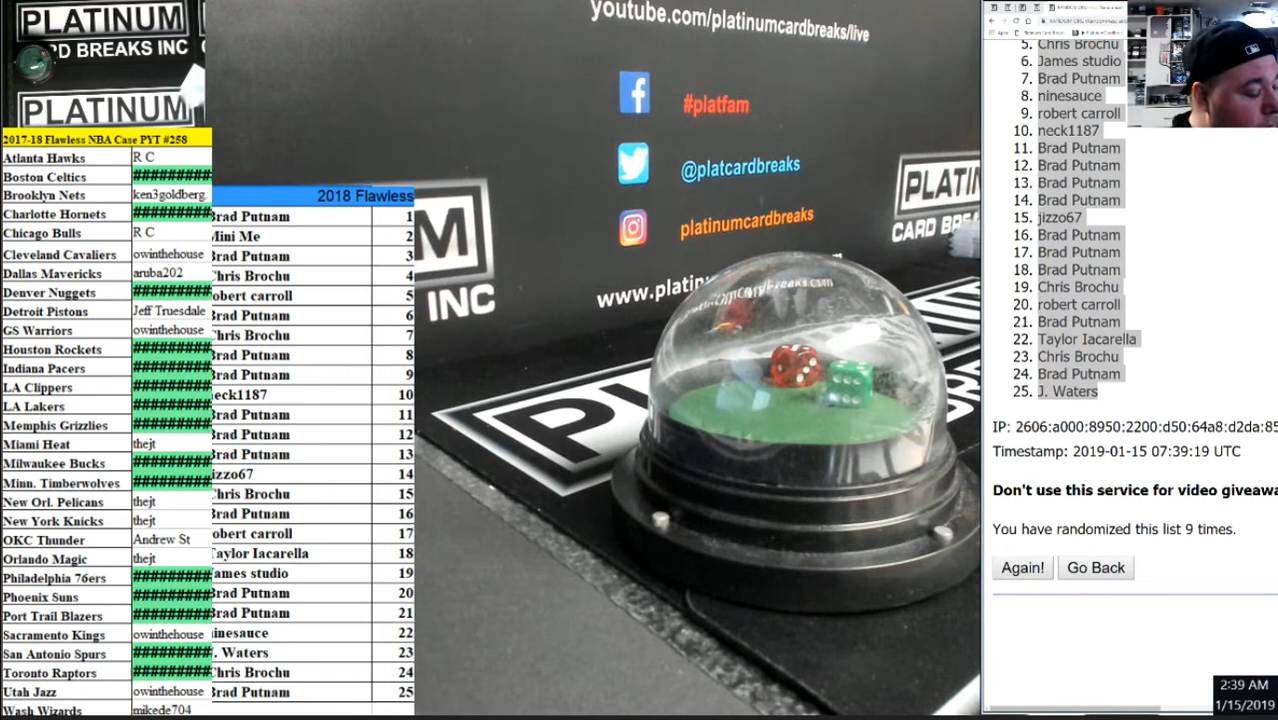 PLATINUM
CARD BREAKS INC
PLATINUM
2017-18 Flawless NBA Case PYT #258
Atlanta Hawks R C
Boston Celtics #########
Brooklyn Nets ken3goldberg.
Charlotte Hornets #########
Chicago Bulls R C
Cleveland Cavaliers owinthehouse
Dallas Mavericks aruba202
Denver Nuggets #########
Detroit Pistons Jeff Truesdale
GS Warriors owinthehouse
Houston Rockets #########
Indiana Pacers #########
LA Clippers #########
LA Lakers #########
Memphis Grizzlies #########
Miami Heat thejt
Milwaukee Bucks #########
Minn. Timberwolves #########
New Orl. Pelicans thejt
New York Knicks thejt
OKC Thunder Andrew St
Orlando Magic thejt
Philadelphia 76ers #########
Phoenix Suns #########
Port Trail Blazers #########
Sacramento Kings owinthehouse
San Antonio Spurs #########
Toronto Raptors #########
Utah Jazz owinthehouse
Wash Wizards mikede704
2018 Flawless
Brad Putnam 1
Mini Me 2
Brad Putnam 3
Chris Brochu 4
robert carroll 5
Brad Putnam 6
Chris Brochu 7
Brad Putnam 8
Brad Putnam 9
neck1187 10
Brad Putnam 11
Brad Putnam 12
Brad Putnam 13
jizzo67 14
Chris Brochu 15
Brad Putnam 16
robert carroll 17
Taylor Iacarella 18
James studio 19
Brad Putnam 20
Brad Putnam 21
ninesauce 22
J. Waters 23
Chris Brochu 24
Brad Putnam 25
youtube.com/platinumcardbreaks/live
#platfam
@platcardbreaks
platinumcardbreaks
www.platin
M
INC
PLATIN
CARD BREA
5. Chris Brochu
6. James studio
7. Brad Putnam
8. ninesauce
9. robert carroll
10. neck1187
11. Brad Putnam
12. Brad Putnam
13. Brad Putnam
14. Brad Putnam
15. jizzo67
16. Brad Putnam
17. Brad Putnam
18. Brad Putnam
19. Chris Brochu
20. robert carroll
21. Brad Putnam
22. Taylor Iacarella
23. Chris Brochu
24. Brad Putnam
25. J. Waters
IP: 2606:a000:8950:2200:d50:64a8:d2da:85
Timestamp: 2019-01-15 07:39:19 UTC
Don't use this service for video giveawa
You have randomized this list 9 times.
Again! Go Back
2:39 AM
1/15/2019